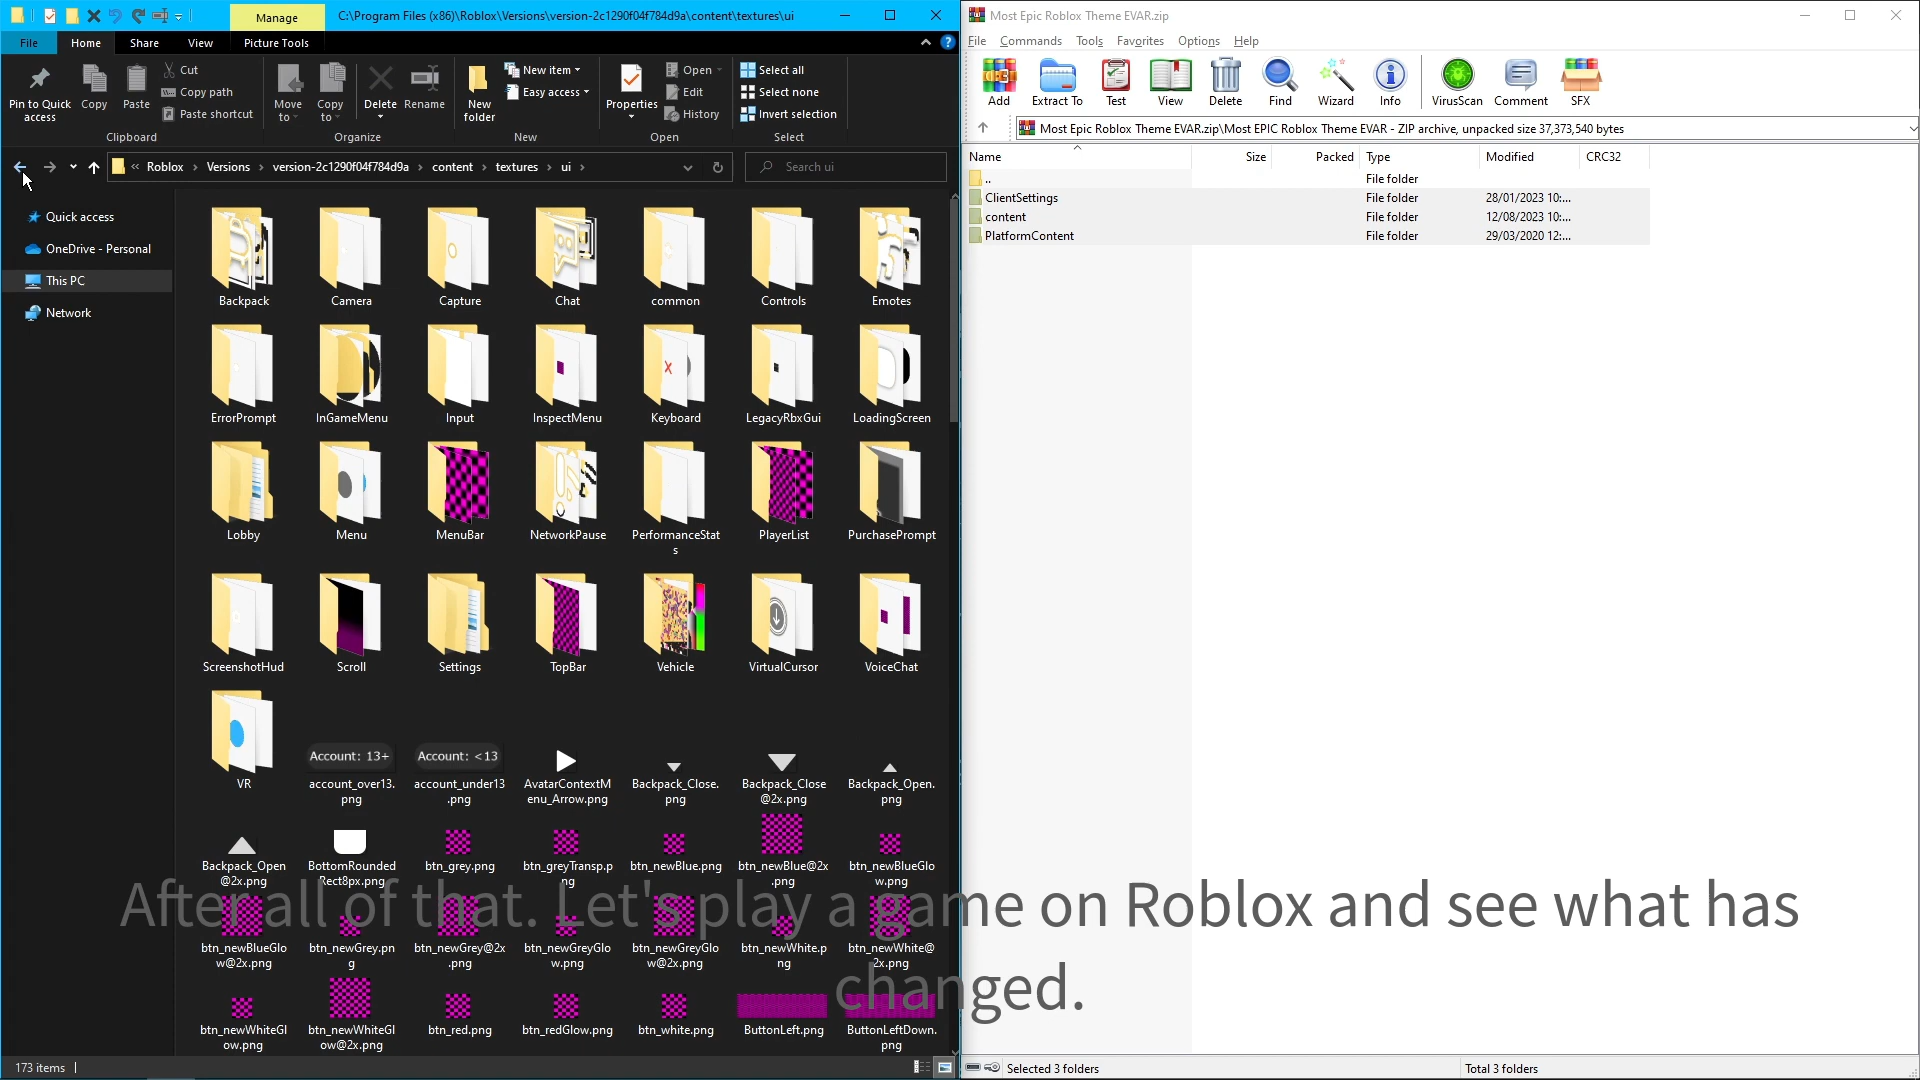 Manage
C:\Program Files (x86)\Roblox\Versions\version-2c1290f04f784d9a\content\textures\ui
File
Home
Share
View
Picture Tools
Pin to Quick access
Copy
Paste
Cut
Copy path
Paste shortcut
Clipboard
Move to
Copy to
Delete
Rename
Organize
New folder
New item
Easy access
New
Properties
Open
Edit
History
Open
Select all
Select none
Invert selection
Select
« Roblox > Versions > version-2c1290f04f784d9a > content > textures > ui >
Search ui
Quick access
OneDrive - Personal
This PC
Network
Backpack
Camera
Capture
Chat
common
Controls
Emotes
ErrorPrompt
InGameMenu
Input
InspectMenu
Keyboard
LegacyRbxGui
LoadingScreen
Lobby
Menu
MenuBar
NetworkPause
PerformanceStats
PlayerList
PurchasePrompt
ScreenshotHud
Scroll
Settings
TopBar
Vehicle
VirtualCursor
VoiceChat
VR
Account: 13+
account_over13.png
Account: <13
account_under13.png
AvatarContextMenu_Arrow.png
Backpack_Close.png
Backpack_Close@2x.png
Backpack_Open.png
Backpack_Open@2x.png
BottomRoundedRect8px.png
btn_grey.png
btn_greyTransp.png
btn_newBlue.png
btn_newBlue@2x.png
btn_newBlueGlow.png
btn_newBlueGlow@2x.png
btn_newGrey.png
btn_newGrey@2x.png
btn_newGreyGlow.png
btn_newGreyGlow@2x.png
btn_newWhite.png
btn_newWhite@2x.png
btn_newWhiteGlow.png
btn_newWhiteGlow@2x.png
btn_red.png
btn_redGlow.png
btn_white.png
ButtonLeft.png
ButtonLeftDown.png
173 items
Most Epic Roblox Theme EVAR.zip
File
Commands
Tools
Favorites
Options
Help
Add
Extract To
Test
View
Delete
Find
Wizard
Info
VirusScan
Comment
SFX
Most Epic Roblox Theme EVAR.zip\Most EPIC Roblox Theme EVAR - ZIP archive, unpacked size 37,373,540 bytes
Name Size Packed Type Modified CRC32
.. File folder
ClientSettings File folder 28/01/2023 10:...
content File folder 12/08/2023 10:...
PlatformContent File folder 29/03/2020 12:...
Selected 3 folders
Total 3 folders
After all of that. Let's play a game on Roblox and see what has
changed.